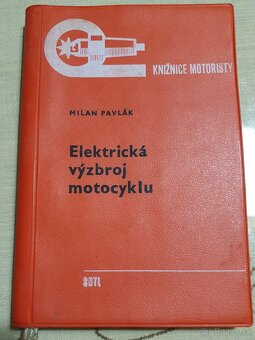 KNIŽNICE MOTORISTY
MILAN PAVLÁK
Elektrická
výzbroj
motocyklu
SNTL